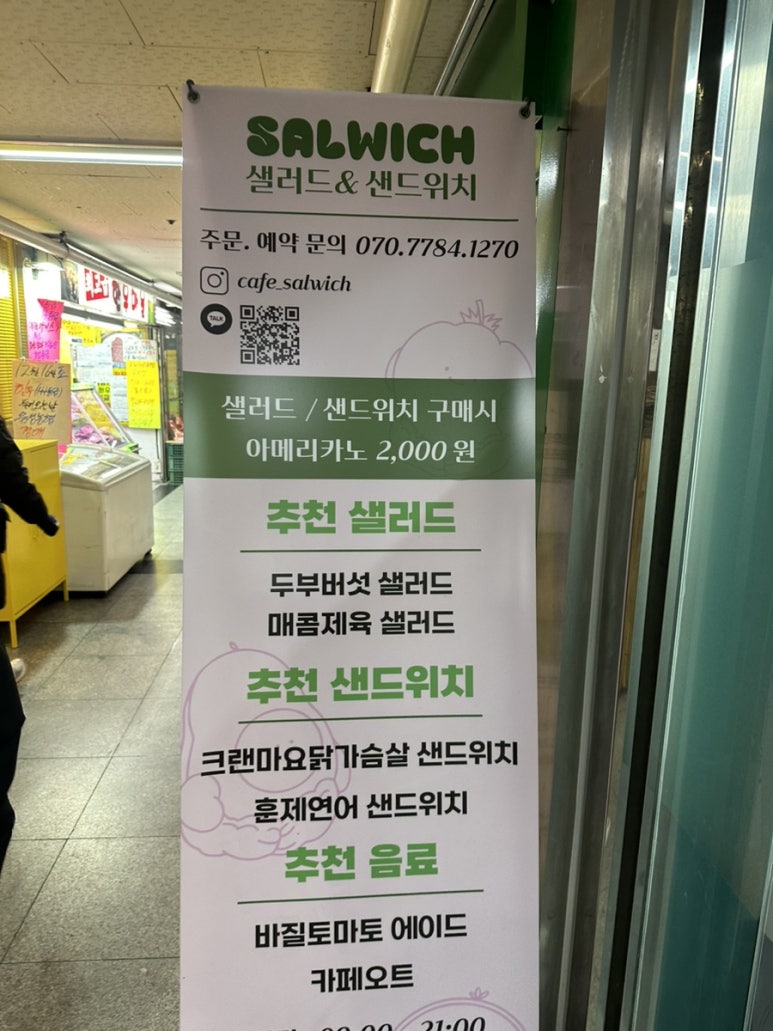 SALWICH
샐러드 & 샌드위치
주문. 예약 문의 070.7784.1270
cafe_salwich
TALK
샐러드 / 샌드위치 구매시
아메리카노 2,000 원
추천 샐러드
두부버섯 샐러드
매콤제육 샐러드
추천 샌드위치
크랜마요닭가슴살 샌드위치
훈제연어 샌드위치
추천 음료
바질토마토 에이드
카페오트
21:00